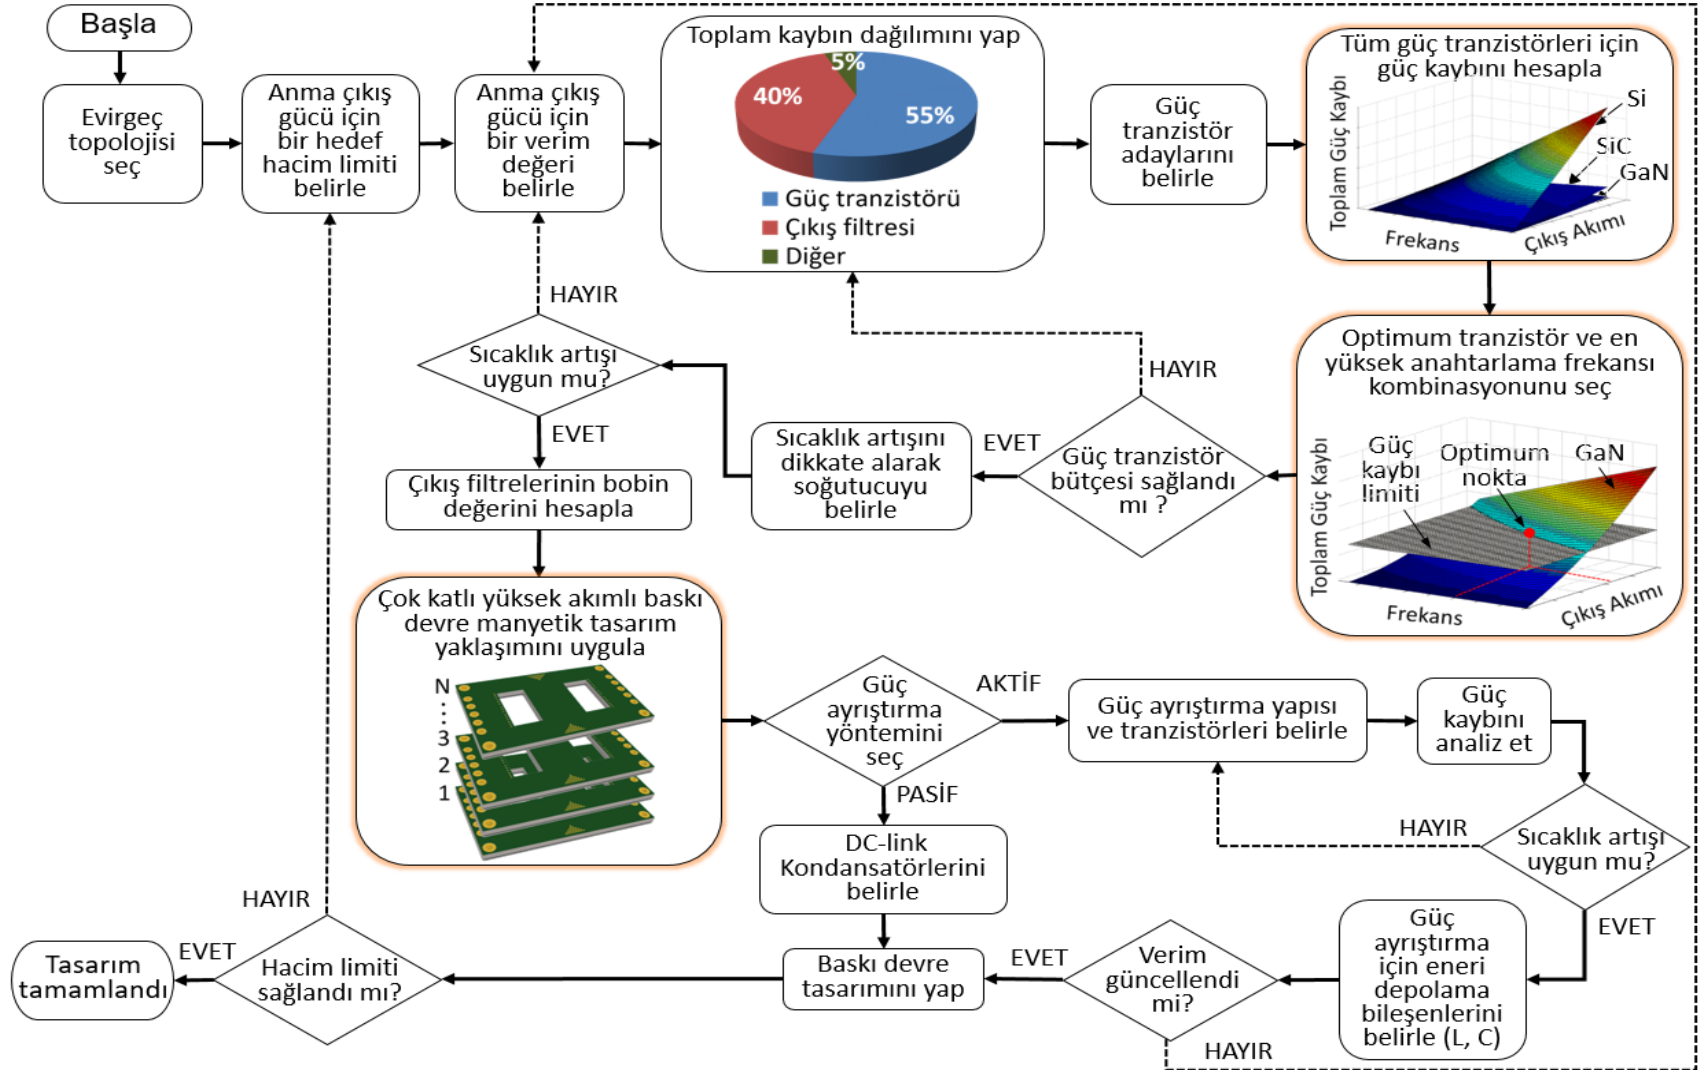 Başla
Evirgeç
topolojisi
seç
Anma çıkış
gücü için
bir hedef
hacim limiti
belirle
Anma çıkış
gücü için
bir verim
değeri
belirle
Toplam kaybın dağılımını yap
5%
40%
55%
Güç tranzistörü
Çıkış filtresi
Diğer
Güç
tranzistör
adaylarını
belirle
Tüm güç tranzistörleri için
güç kaybını hesapla
Toplam Güç Kaybı
Si
SiC
GaN
Frekans
Çıkış Akımı
Optimum tranzistör ve en
yüksek anahtarlama frekansı
kombinasyonunu seç
Toplam Güç Kaybı
Güç
kaybı
limiti
Optimum
nokta
GaN
Frekans
Çıkış Akımı
Güç tranzistör
bütçesi sağlandı
mı ?
HAYIR
EVET
Sıcaklık artışını
dikkate alarak
soğutucuyu
belirle
Sıcaklık artışı
uygun mu?
HAYIR
EVET
Çıkış filtrelerinin bobin
değerini hesapla
Çok katlı yüksek akımlı baskı
devre manyetik tasarım
yaklaşımını uygula
N
3
2
1
Güç
ayrıştırma
yöntemini
seç
AKTİF
PASİF
Güç ayrıştırma yapısı
ve tranzistörleri belirle
Güç
kaybını
analiz et
Sıcaklık artışı
uygun mu?
HAYIR
EVET
Güç
ayrıştırma
için eneri
depolama
bileşenlerini
belirle (L, C)
Verim
güncellendi
mi?
HAYIR
EVET
DC-link
Kondansatörlerini
belirle
Baskı devre
tasarımını yap
Hacim limiti
sağlandı mı?
HAYIR
EVET
Tasarım
tamamlandı